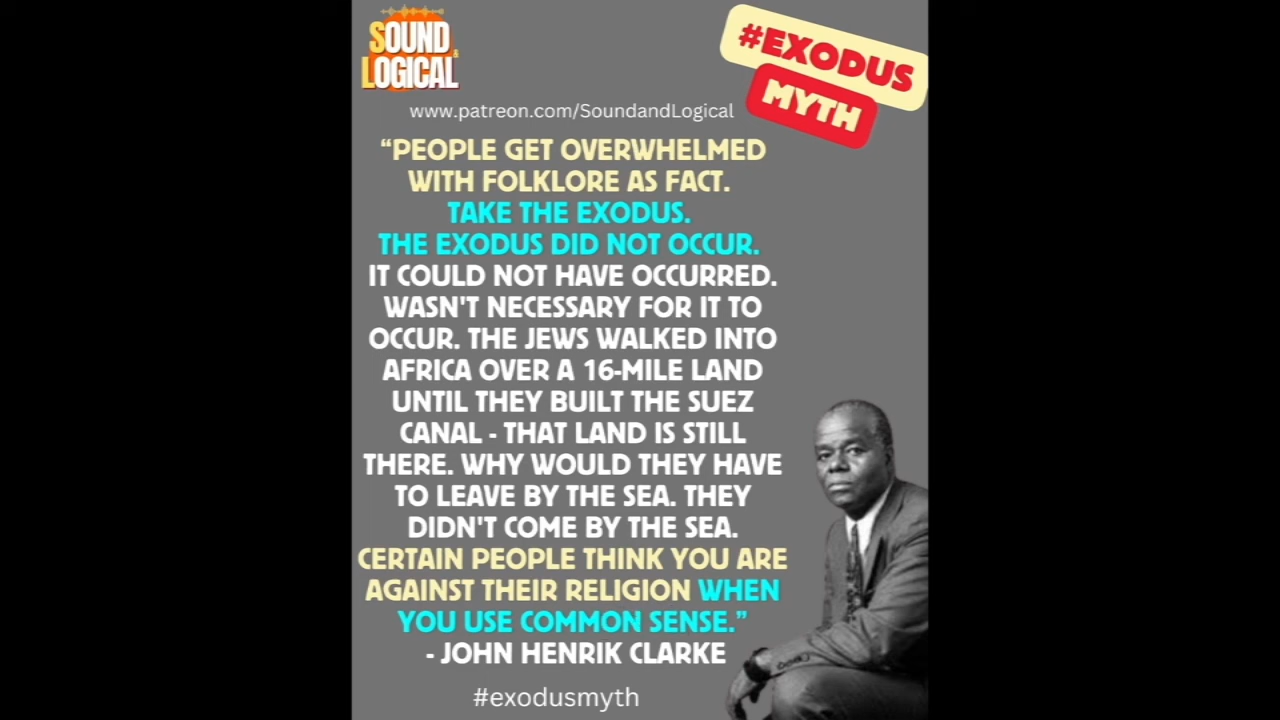 SOUND
&
LOGICAL
#EXODUS
MYTH
www.patreon.com/SoundandLogical
“PEOPLE GET OVERWHELMED
WITH FOLKLORE AS FACT.
TAKE THE EXODUS.
THE EXODUS DID NOT OCCUR.
IT COULD NOT HAVE OCCURRED.
WASN'T NECESSARY FOR IT TO
OCCUR. THE JEWS WALKED INTO
AFRICA OVER A 16-MILE LAND
UNTIL THEY BUILT THE SUEZ
CANAL - THAT LAND IS STILL
THERE. WHY WOULD THEY HAVE
TO LEAVE BY THE SEA. THEY
DIDN'T COME BY THE SEA.
CERTAIN PEOPLE THINK YOU ARE
AGAINST THEIR RELIGION WHEN
YOU USE COMMON SENSE.”
- JOHN HENRIK CLARKE
#exodusmyth